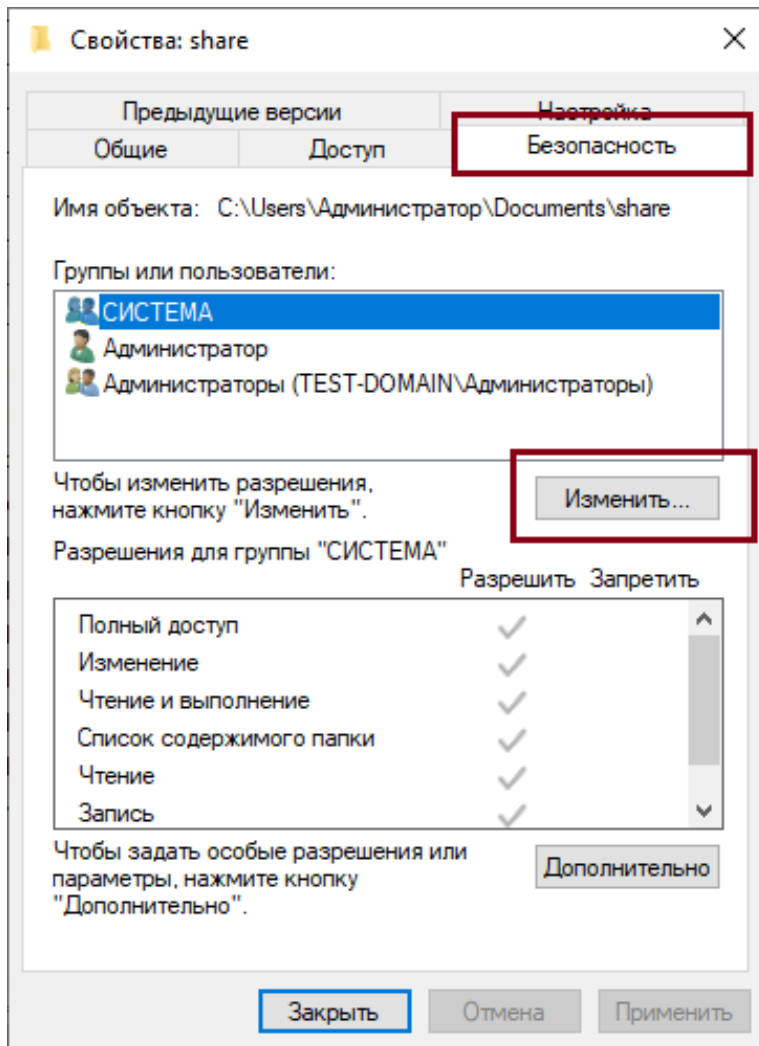 Свойства: share
Предыдущие версии Настройка
Общие Доступ Безопасность
Имя объекта: C:\Users\Администратор\Documents\share
Группы или пользователи:
СИСТЕМА
Администратор
Администраторы (TEST-DOMAIN\Администраторы)
Чтобы изменить разрешения,
нажмите кнопку "Изменить".
Изменить...
Разрешения для группы "СИСТЕМА"
Разрешить Запретить
Полный доступ
Изменение
Чтение и выполнение
Список содержимого папки
Чтение
Запись
Чтобы задать особые разрешения или
параметры, нажмите кнопку
"Дополнительно".
Дополнительно
Закрыть Отмена Применить